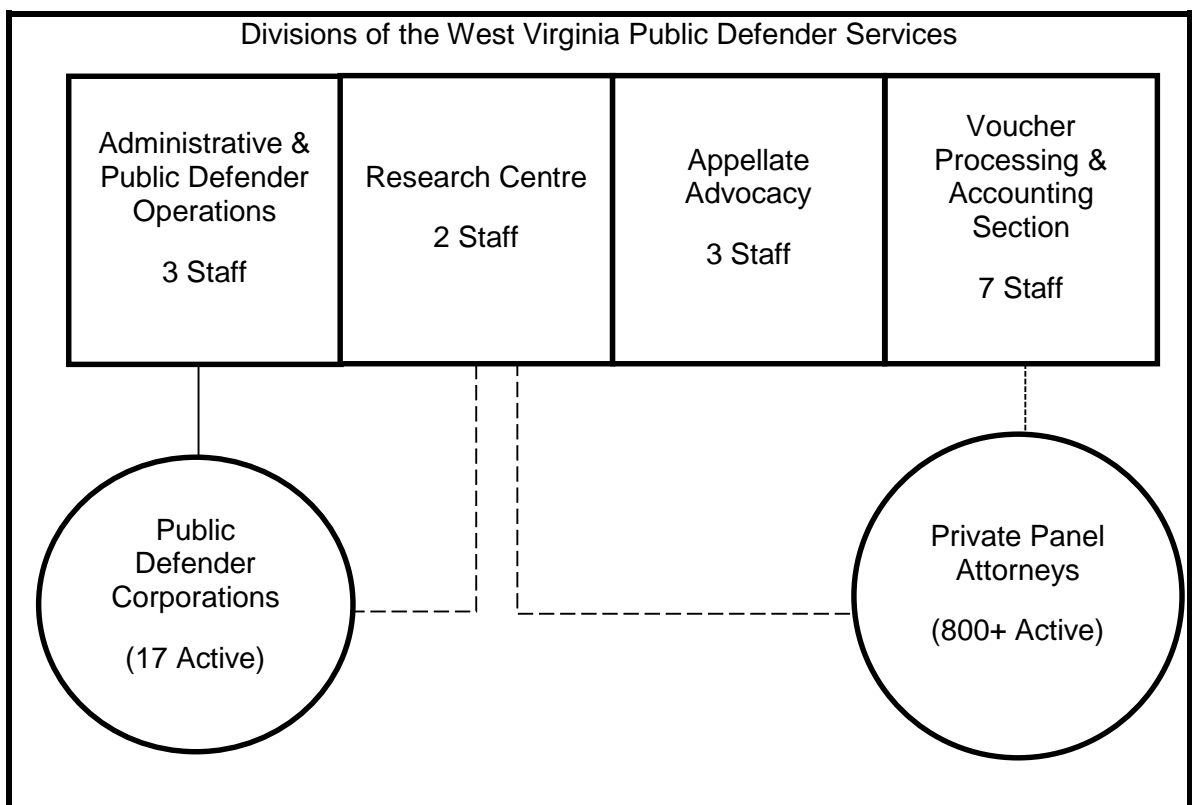 Divisions of the West Virginia Public Defender Services
Administrative &
Public Defender
Operations
3 Staff
Research Centre
2 Staff
Appellate
Advocacy
3 Staff
Voucher
Processing &
Accounting
Section
7 Staff
Public
Defender
Corporations
(17 Active)
Private Panel
Attorneys
(800+ Active)